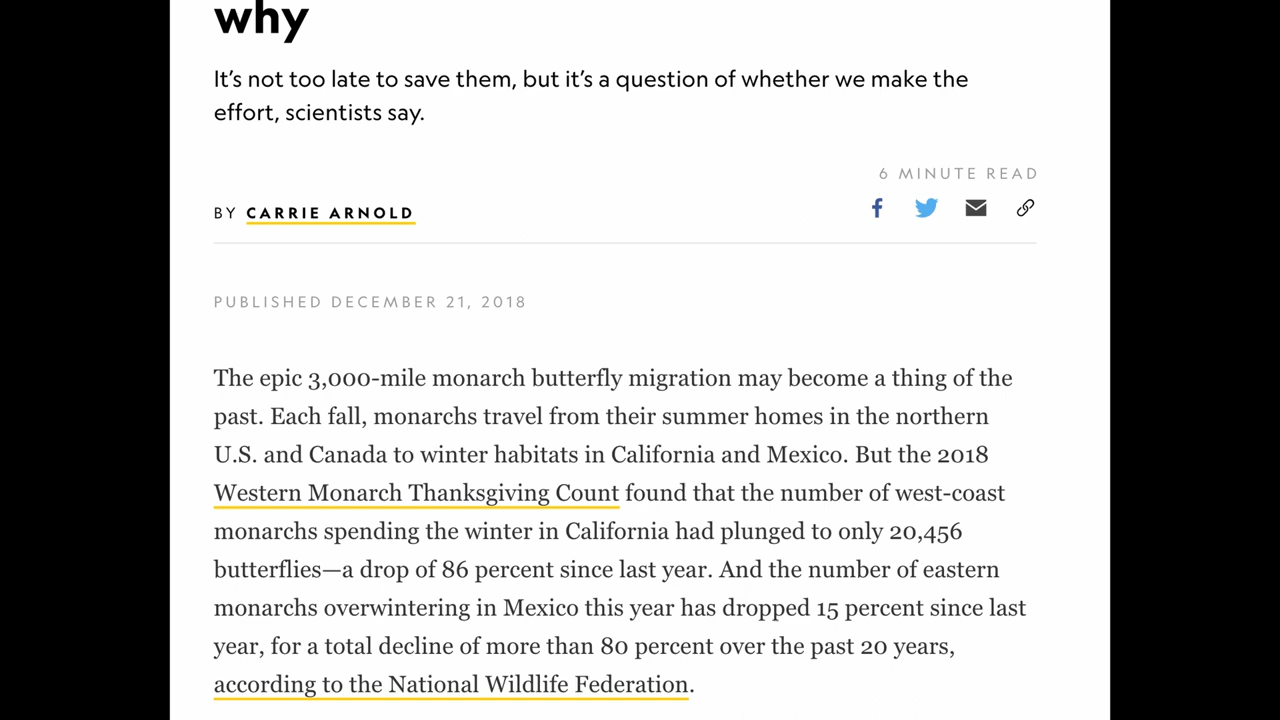 why
It’s not too late to save them, but it’s a question of whether we make the
effort, scientists say.
6 MINUTE READ
BY CARRIE ARNOLD
PUBLISHED DECEMBER 21, 2018
The epic 3,000-mile monarch butterfly migration may become a thing of the
past. Each fall, monarchs travel from their summer homes in the northern
U.S. and Canada to winter habitats in California and Mexico. But the 2018
Western Monarch Thanksgiving Count found that the number of west-coast
monarchs spending the winter in California had plunged to only 20,456
butterflies—a drop of 86 percent since last year. And the number of eastern
monarchs overwintering in Mexico this year has dropped 15 percent since last
year, for a total decline of more than 80 percent over the past 20 years,
according to the National Wildlife Federation.